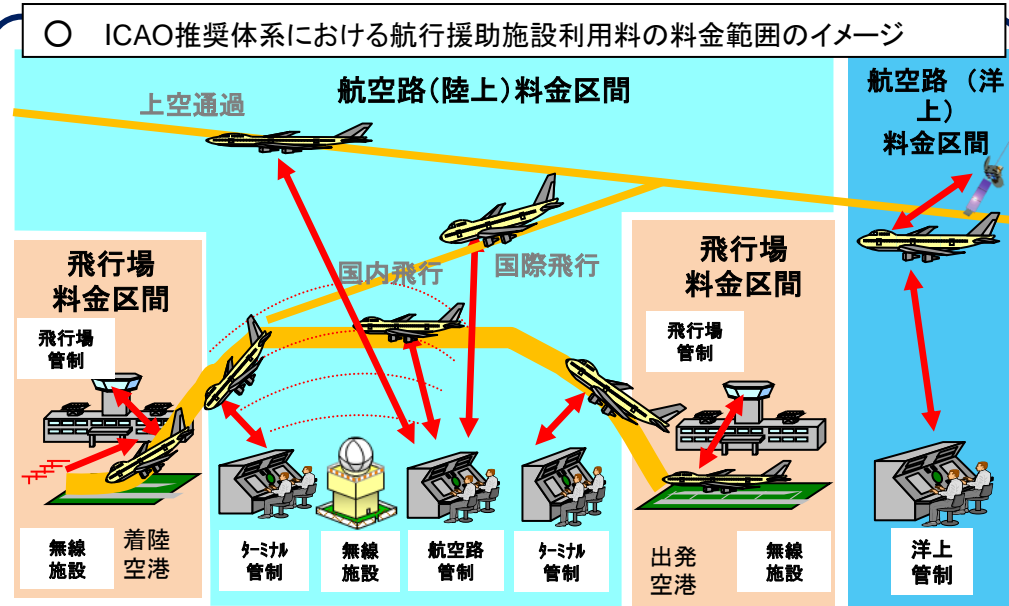 ○ ICAO推奨体系における航行援助施設利用料の料金範囲のイメージ
航空路(陸上)料金区間
航空路 (洋
上)
料金区間
上空通過
国内飛行
国際飛行
飛行場
料金区間
飛行場
管制
飛行場
料金区間
飛行場
管制
無線
施設
着陸
空港
ターミナル
管制
無線
施設
航空路
管制
ターミナル
管制
出発
空港
無線
施設
洋上
管制